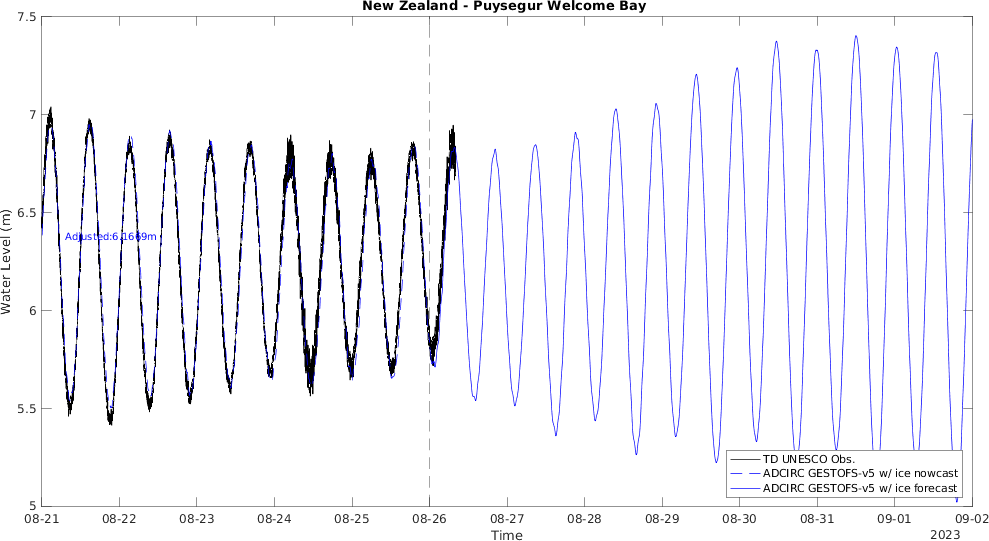 New Zealand - Puysegur Welcome Bay
7.5
7
6.5
6
5.5
5
Water Level (m)
Adjusted:6.1669m
TD UNESCO Obs.
ADCIRC GESTOFS-v5 w/ ice nowcast
ADCIRC GESTOFS-v5 w/ ice forecast
08-21 08-22 08-23 08-24 08-25 08-26 08-27 08-28 08-29 08-30 08-31 09-01 09-02
Time
2023